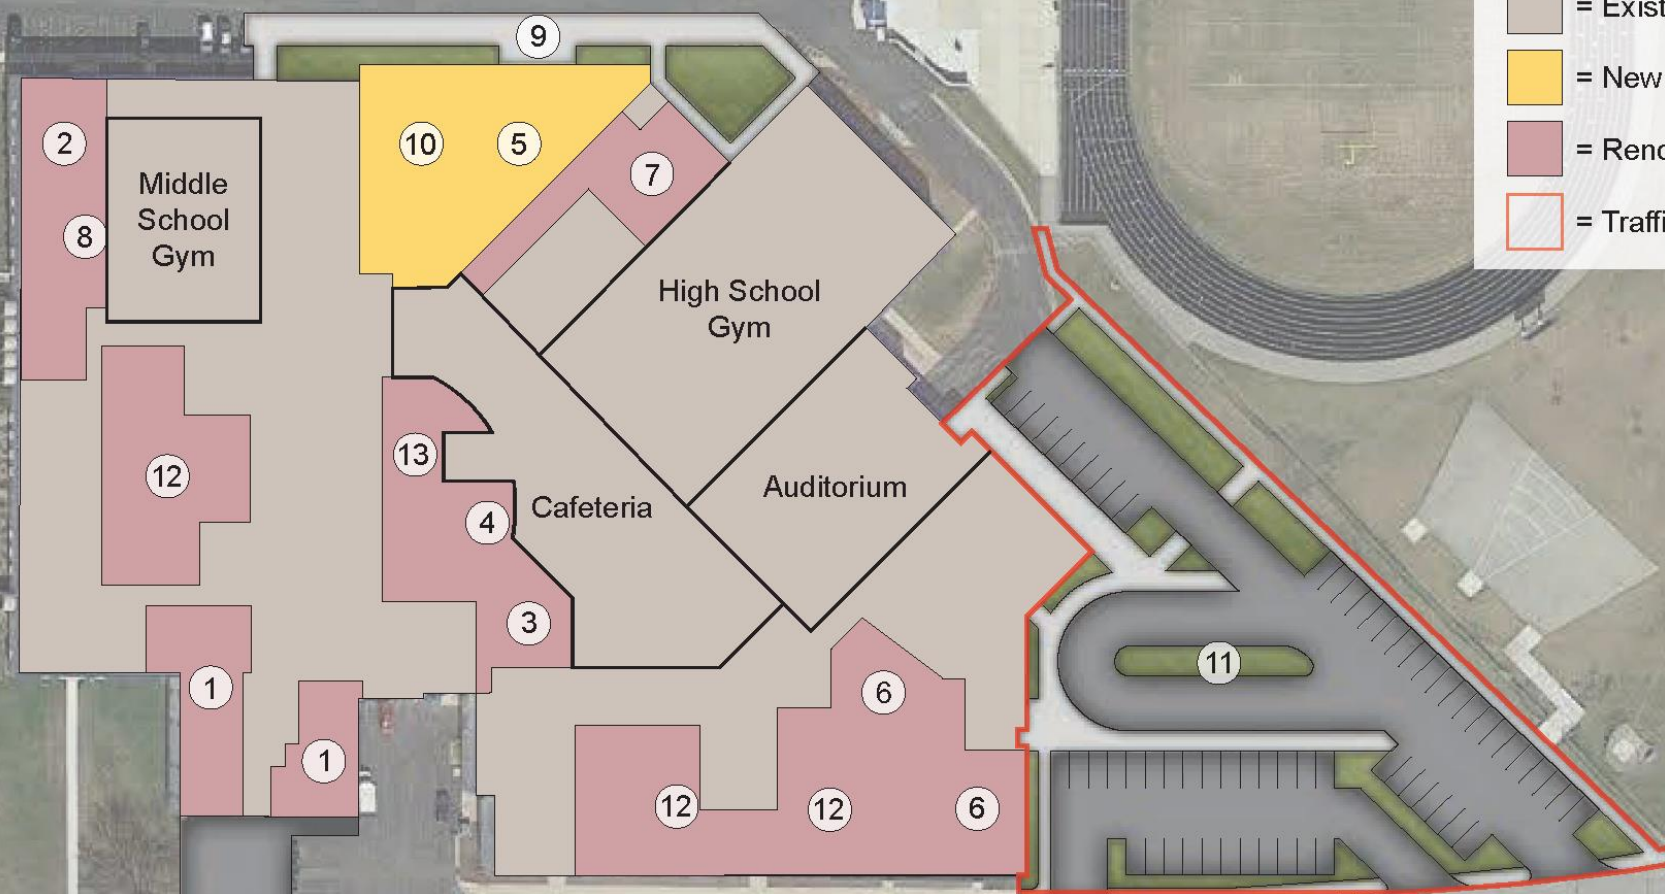 = Exist
= New
= Reno
= Traffi
9
2
10
5
7
Middle
School
Gym
8
High School
Gym
13
12
4
Cafeteria
Auditorium
3
1
6
11
1
12
12
6